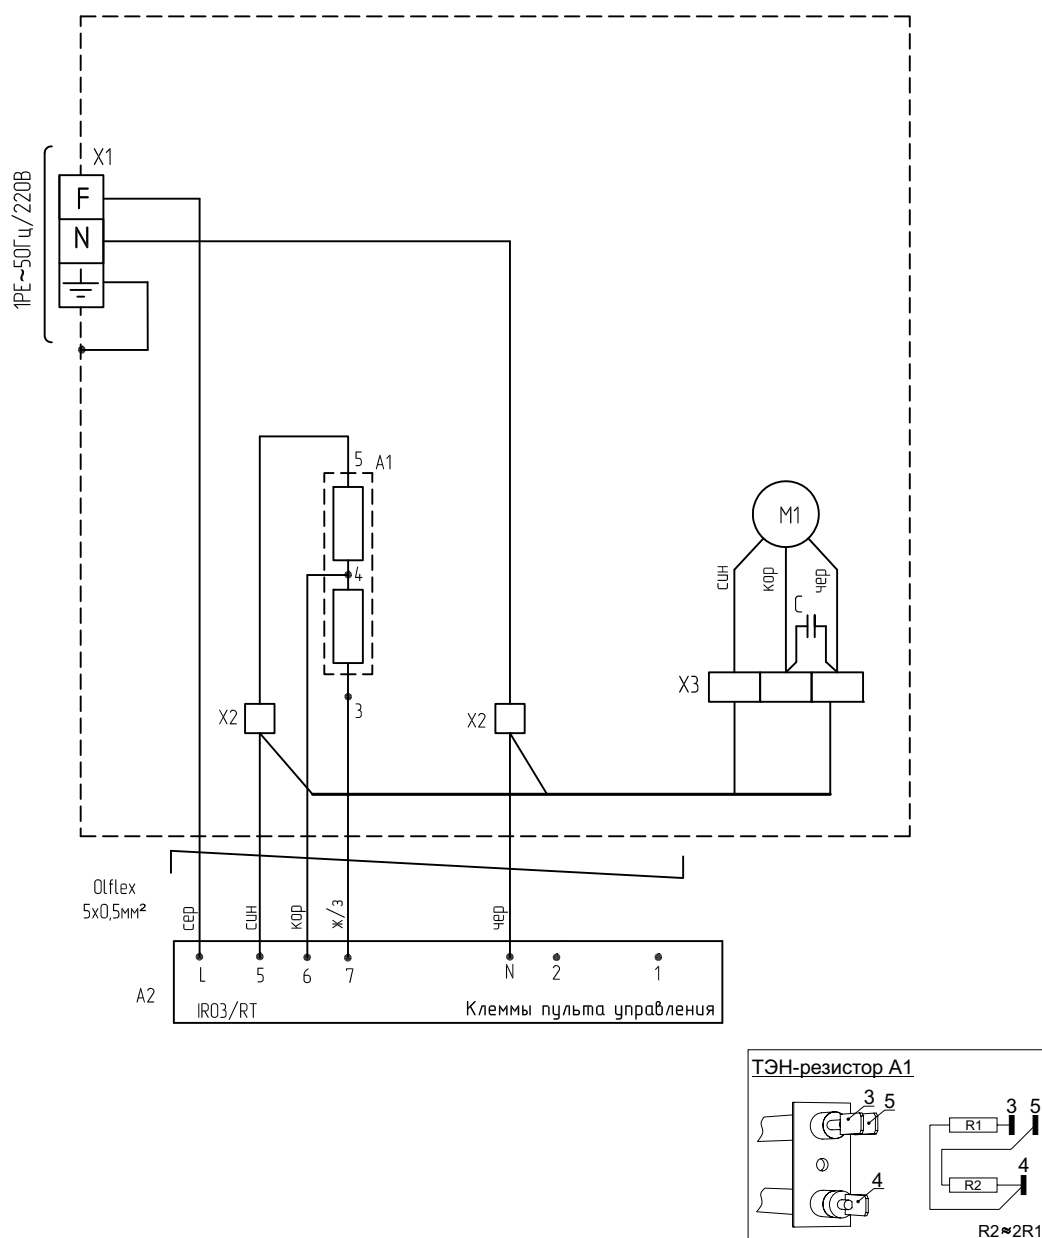 X1
F
N
1РЕ~50Гц/220В
5
A1
4
3
M1
син
кор
чер
C
X3
X2
X2
Olflex
5x0,5мм²
сер
син
кор
ж/з
чер
L
5
6
7
N
2
1
A2
IR03/RT
Клеммы пульта управления
ТЭН-резистор А1
3
5
4
R1
3
5
R2
4
R2≈2R1